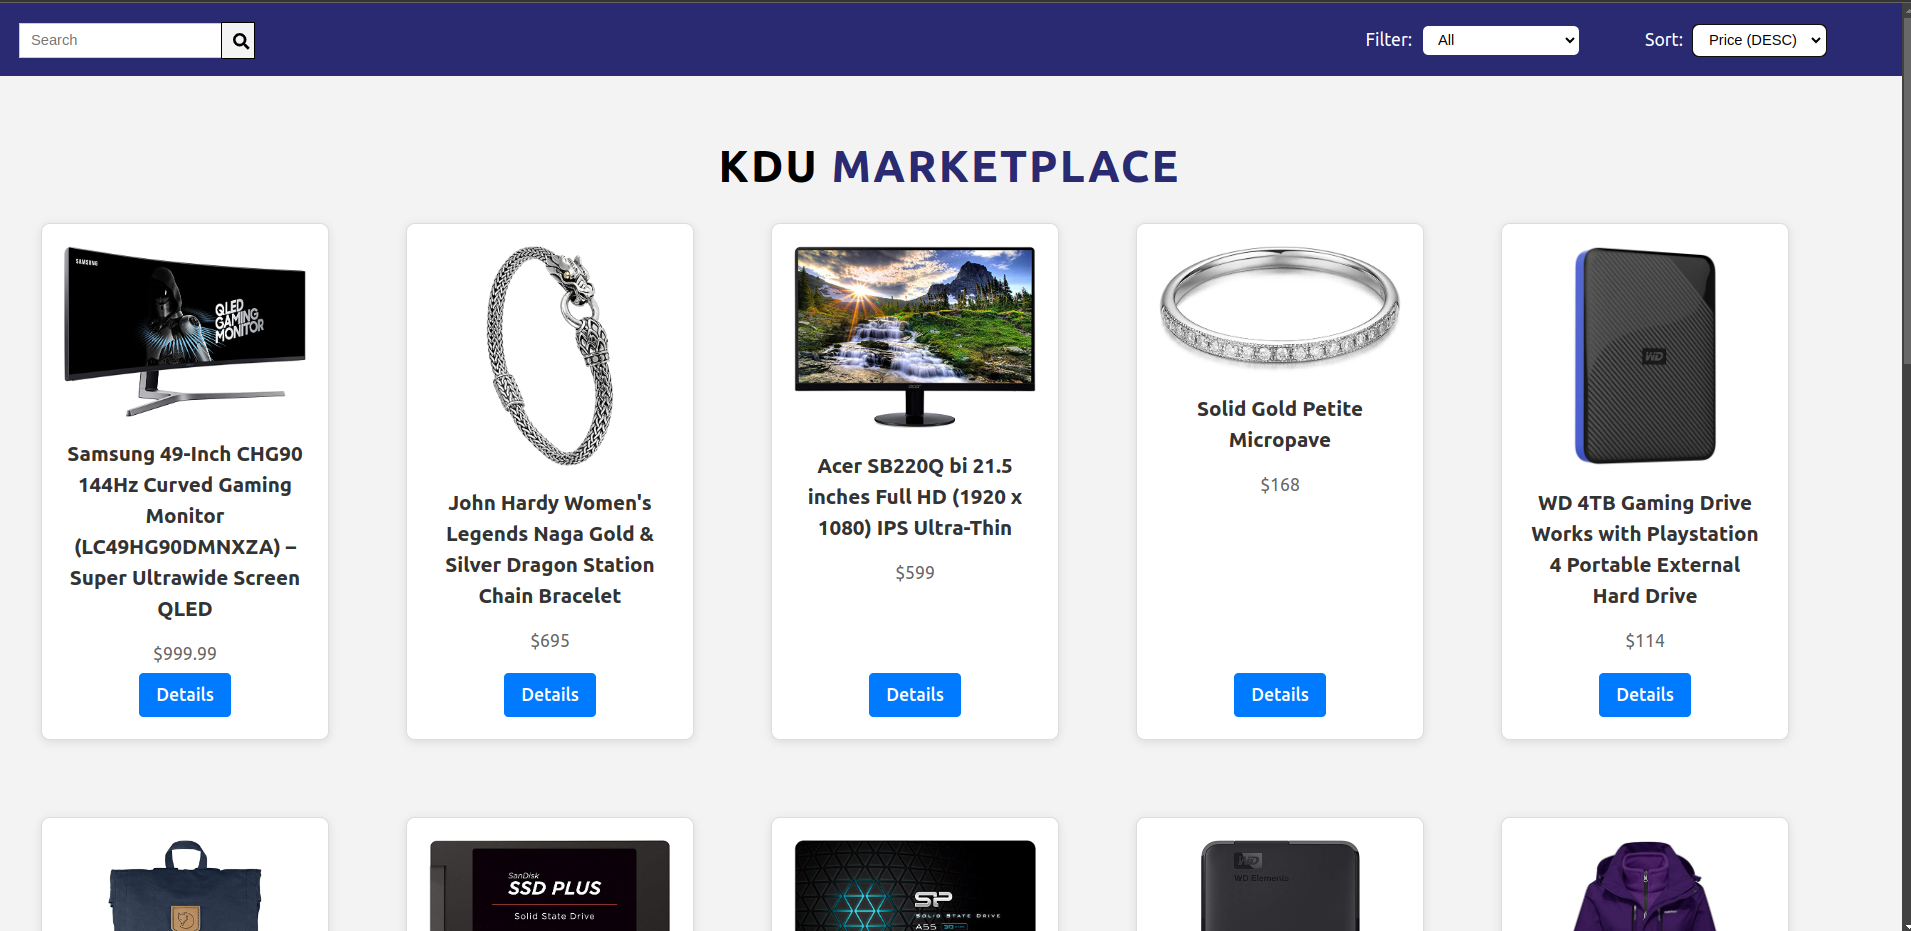 Search
Filter:
All
Sort:
Price (DESC)
KDU MARKETPLACE
SAMSUNG
QLED
GAMING
MONITOR
Samsung 49-Inch CHG90
144Hz Curved Gaming
Monitor
(LC49HG90DMNXZA) –
Super Ultrawide Screen
QLED
$999.99
Details
John Hardy Women's
Legends Naga Gold &
Silver Dragon Station
Chain Bracelet
$695
Details
acer
Acer SB220Q bi 21.5
inches Full HD (1920 x
1080) IPS Ultra-Thin
$599
Details
Solid Gold Petite
Micropave
$168
Details
WD
WD 4TB Gaming Drive
Works with Playstation
4 Portable External
Hard Drive
$114
Details
SanDisk
SSD PLUS
Solid State Drive
SP
SOLID STATE DRIVE
A55
WD
WD Elements